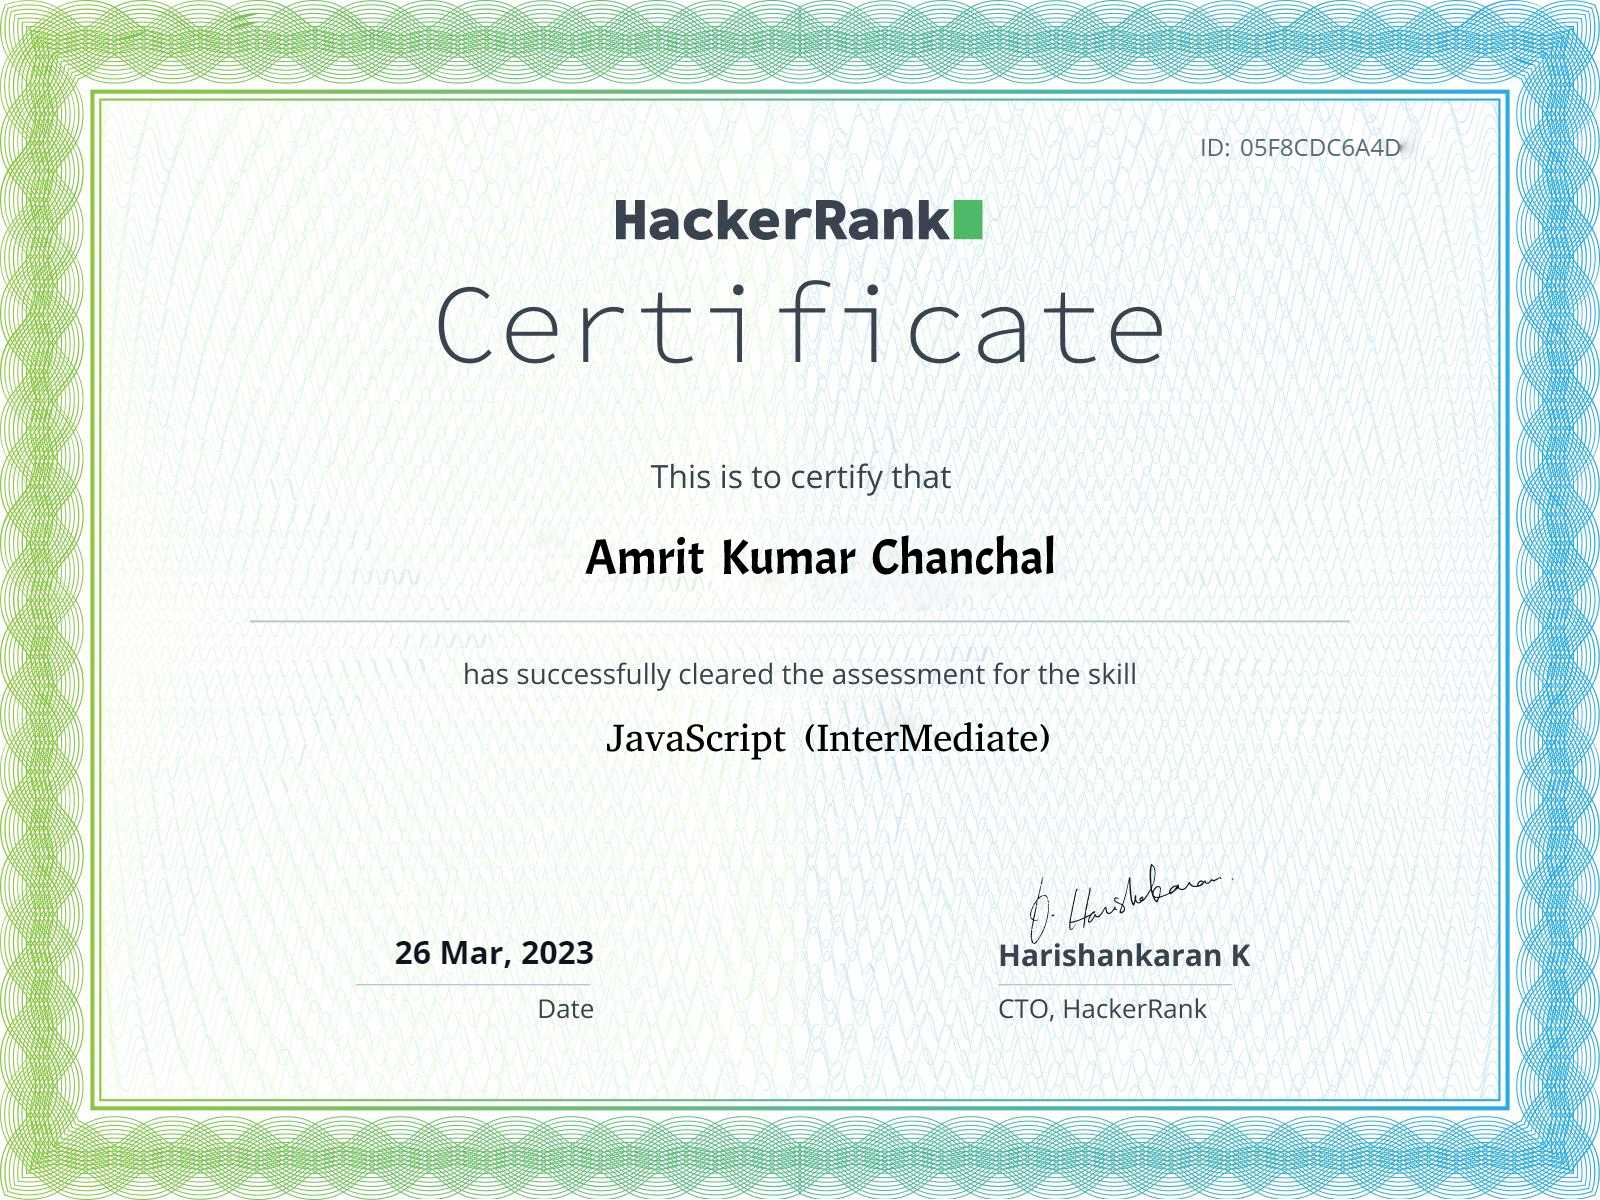 ID: 05F8CDC6A4D
HackerRank
Certificate
This is to certify that
Amrit Kumar Chanchal
has successfully cleared the assessment for the skill
JavaScript (InterMediate)
D. Harishankaran
26 Mar, 2023
Harishankaran K
Date
CTO, HackerRank